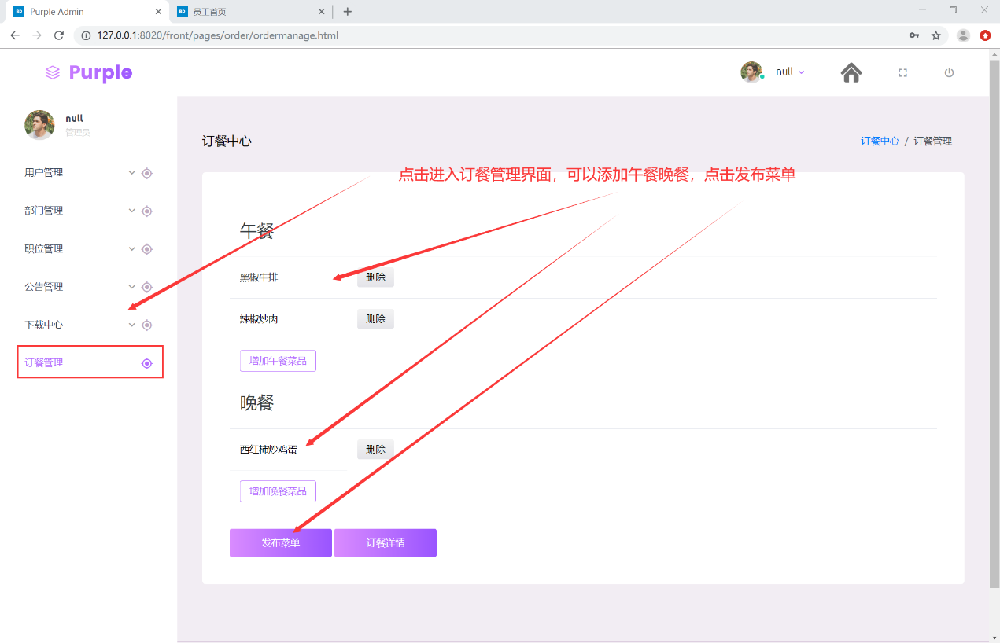 Purple Admin
员工首页
127.0.0.1:8020/front/pages/order/ordermanage.html
Purple
null
null
管理员
用户管理
部门管理
职位管理
公告管理
下载中心
订餐管理
订餐中心
订餐中心 / 订餐管理
点击进入订餐管理界面，可以添加午餐晚餐，点击发布菜单
午餐
黑椒牛排 删除
辣椒炒肉 删除
增加午餐菜品
晚餐
西红柿炒鸡蛋 删除
增加晚餐菜品
发布菜单 订餐详情